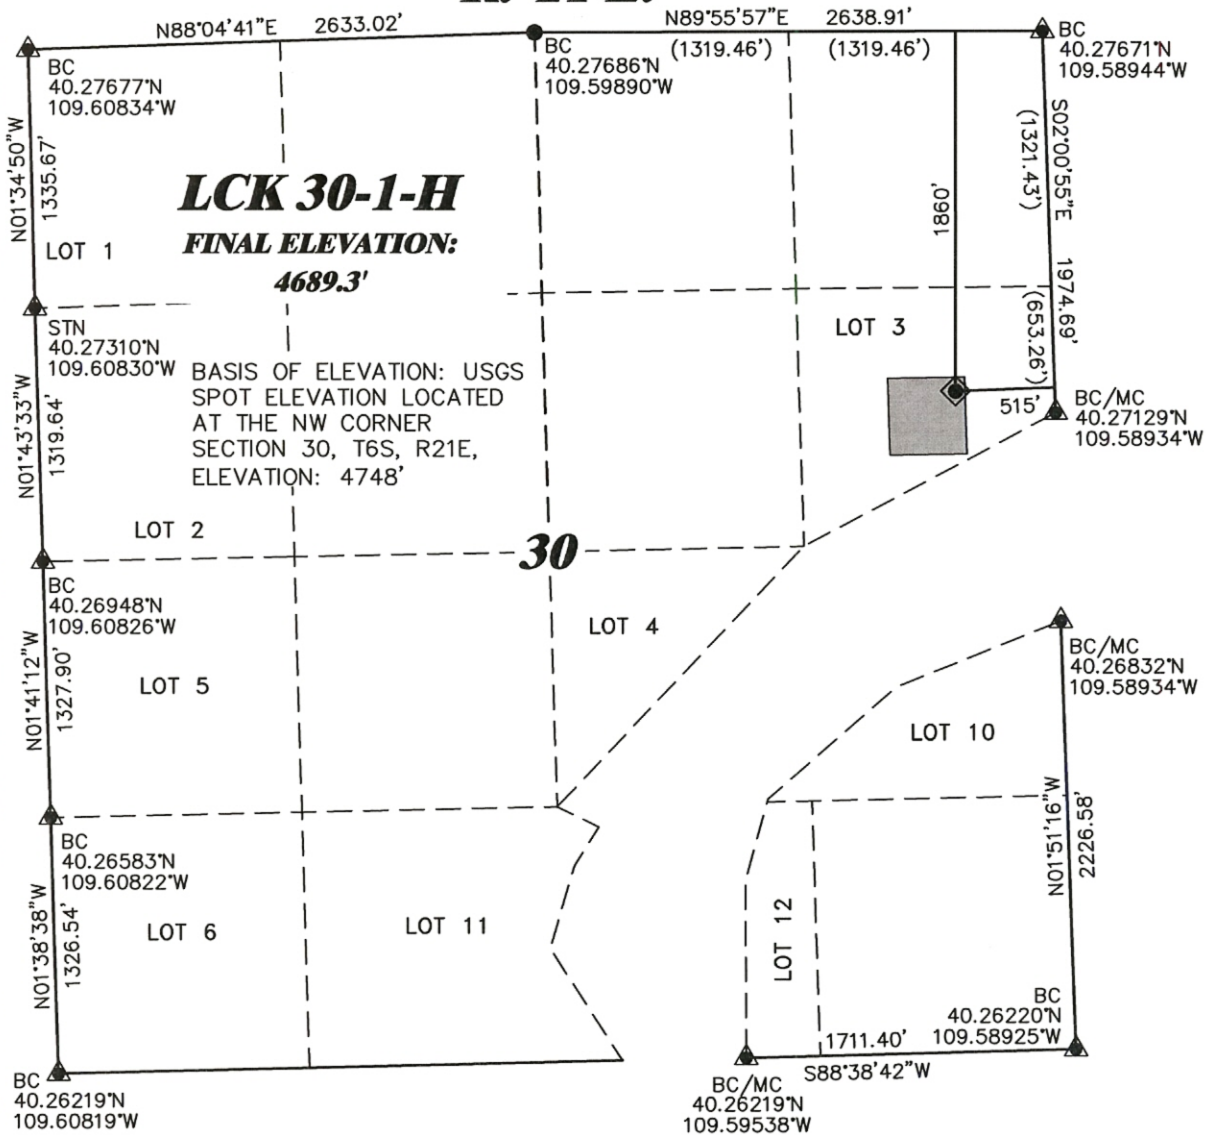 N88°04'41"E 2633.02'
N89°55'57"E 2638.91'
(1319.46') (1319.46')
BC
40.27677°N
109.60834°W
BC
40.27686°N
109.59890°W
BC
40.27671°N
109.58944°W
N01°34'50"W
1335.67'
LCK 30-1-H
FINAL ELEVATION:
4689.3'
LOT 1
1860'
S02°00'55"E 1974.69'
(1321.43')
(653.26')
STN
40.27310°N
109.60830°W
LOT 3
BASIS OF ELEVATION: USGS
SPOT ELEVATION LOCATED
AT THE NW CORNER
SECTION 30, T6S, R21E,
ELEVATION: 4748'
515'
BC/MC
40.27129°N
109.58934°W
N01°43'33"W
1319.64'
LOT 2
30
BC
40.26948°N
109.60826°W
LOT 4
N01°41'12"W
1327.90'
LOT 5
BC/MC
40.26832°N
109.58934°W
LOT 10
N01°51'16"W
2226.58'
BC
40.26583°N
109.60822°W
N01°38'38"W
1326.54'
LOT 6
LOT 11
LOT 12
BC
40.26220°N
109.58925°W
1711.40'
S88°38'42"W
BC
40.26219°N
109.60819°W
BC/MC
40.26219°N
109.59538°W